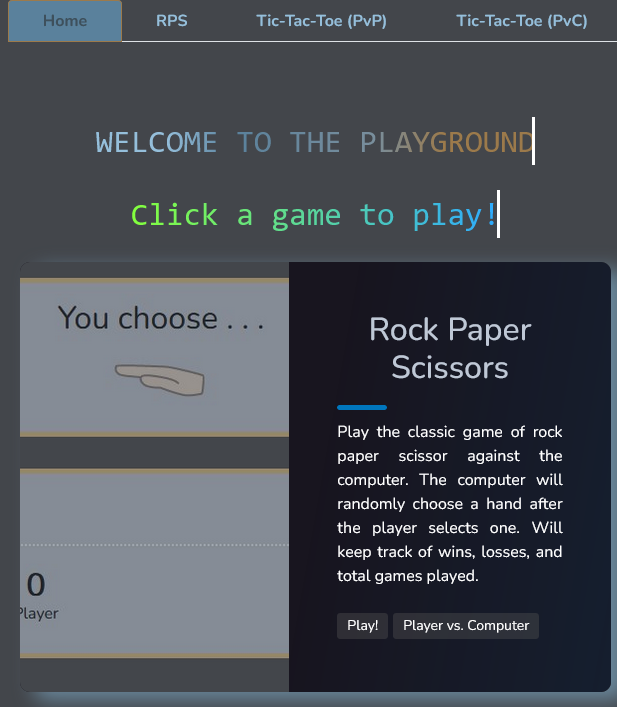 Home RPS Tic-Tac-Toe (PvP) Tic-Tac-Toe (PvC)
WELCOME TO THE PLAYGROUND
Click a game to play!
You choose . . .
0
Player
Rock Paper
Scissors
Play the classic game of rock
paper scissor against the
computer. The computer will
randomly choose a hand after
the player selects one. Will
keep track of wins, losses, and
total games played.
Play! Player vs. Computer